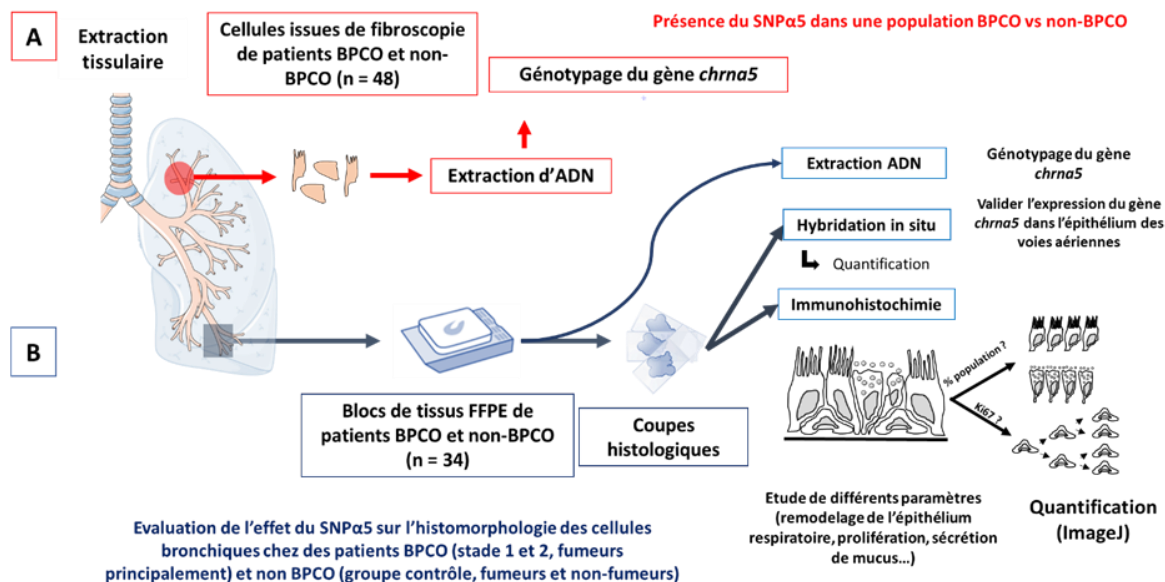 A
Extraction
tissulaire
Cellules issues de fibroscopie
de patients BPCO et non-
BPCO (n = 48)
Présence du SNPα5 dans une population BPCO vs non-BPCO
Génotypage du gène chrna5
Extraction d'ADN
Extraction ADN
Génotypage du gène
chrna5
Hybridation in situ
Valider l'expression du gène
chrna5 dans l'épithélium des
voies aériennes
Quantification
Immunohistochimie
B
Blocs de tissus FFPE de
patients BPCO et non-BPCO
(n = 34)
Coupes
histologiques
% population ?
Ki67 ?
Etude de différents paramètres
(remodelage de l'épithélium
respiratoire, prolifération, sécrétion
de mucus...)
Quantification
(ImageJ)
Evaluation de l'effet du SNPα5 sur l'histomorphologie des cellules
bronchiques chez des patients BPCO (stade 1 et 2, fumeurs
principalement) et non BPCO (groupe contrôle, fumeurs et non-fumeurs)